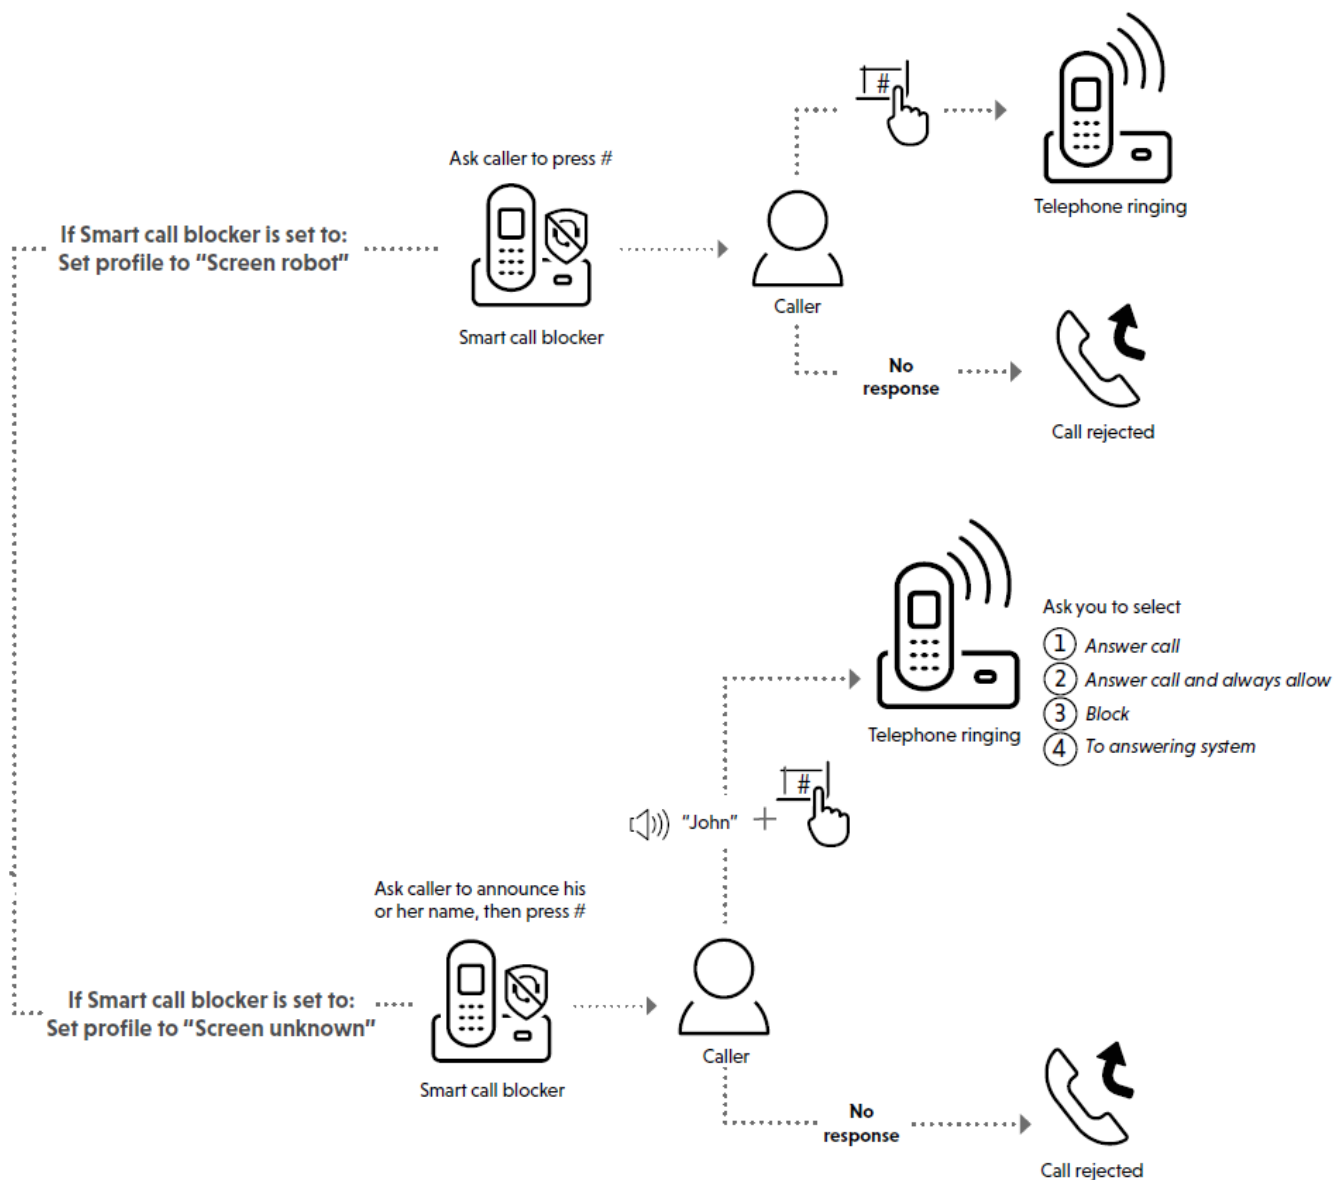 #
Ask caller to press #
Telephone ringing
If Smart call blocker is set to:
Set profile to "Screen robot"
Caller
Smart call blocker
No
response
Call rejected
Ask you to select
1 Answer call
2 Answer call and always allow
3 Block
4 To answering system
Telephone ringing
#
"John" +
Ask caller to announce his
or her name, then press #
If Smart call blocker is set to:
Set profile to "Screen unknown"
Caller
Smart call blocker
No
response
Call rejected